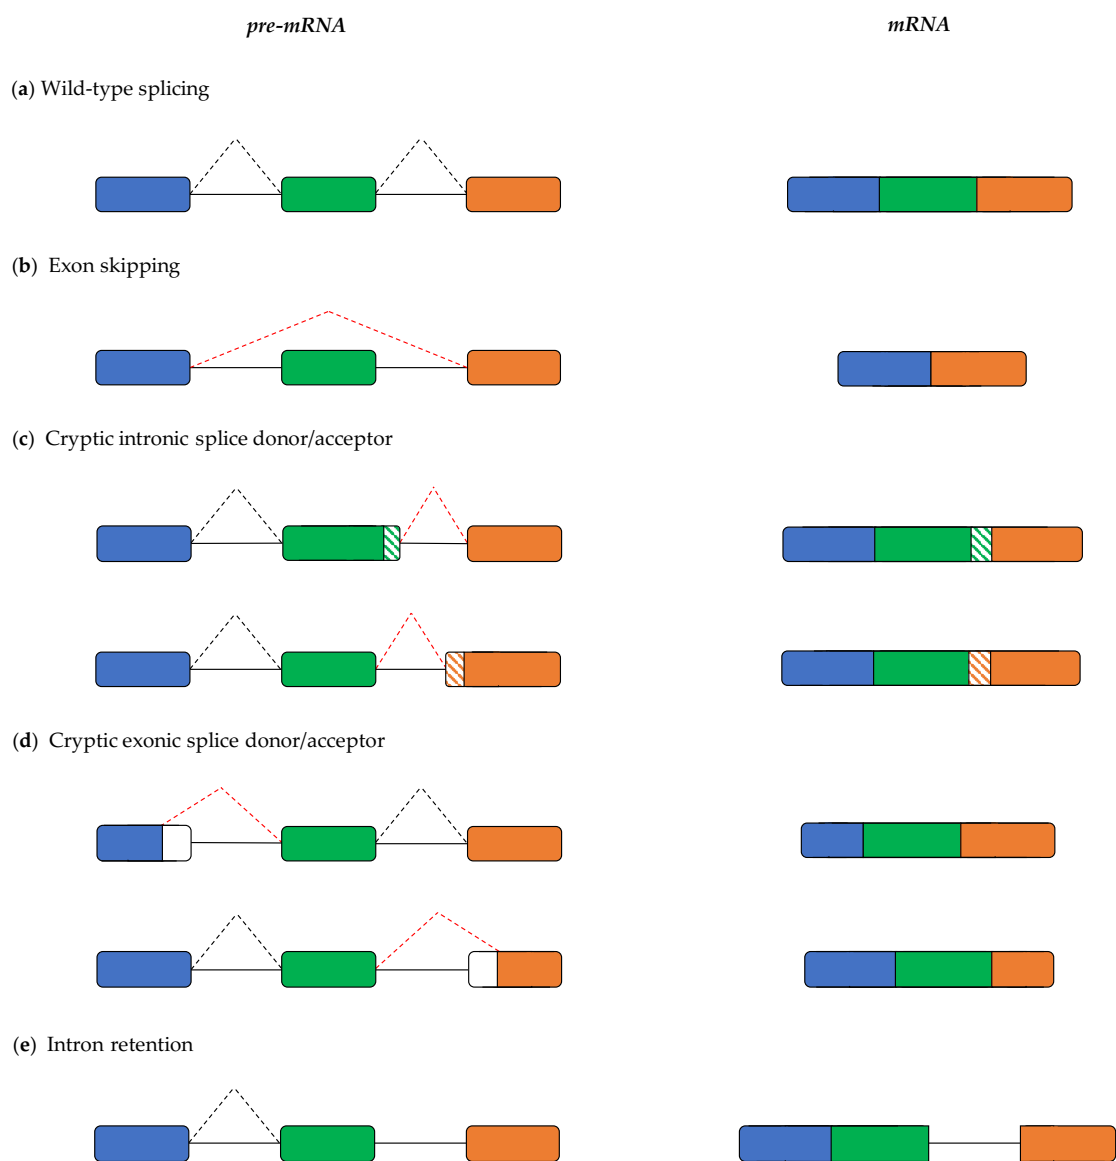 pre-mRNA mRNA
(a) Wild-type splicing
(b) Exon skipping
(c) Cryptic intronic splice donor/acceptor
(d) Cryptic exonic splice donor/acceptor
(e) Intron retention